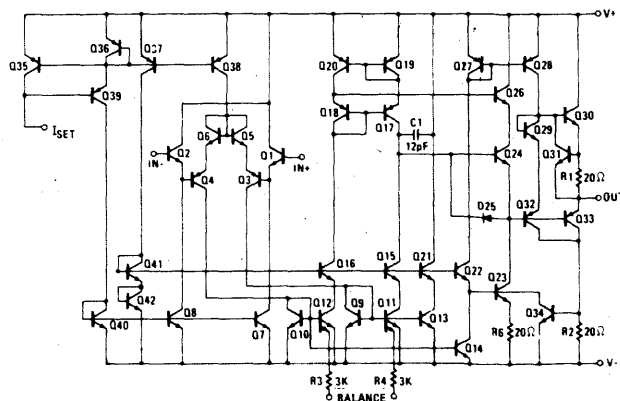 V+
Q36
Q37
Q35
Q38
Q20
Q19
Q27
Q28
Q39
Q26
Q30
Q18
Q17
C1
12pF
Q29
ISET
Q6
Q5
Q2
Q1
IN-
IN+
Q4
Q3
Q24
Q31
R1
20Ω
OUT
D25
Q32
Q33
Q41
Q16
Q15
Q21
Q22
Q23
Q42
Q40
Q8
Q7
Q10
Q12
Q9
Q11
Q13
Q14
Q34
R6
20Ω
R2
20Ω
V-
R3
3K
R4
3K
BALANCE